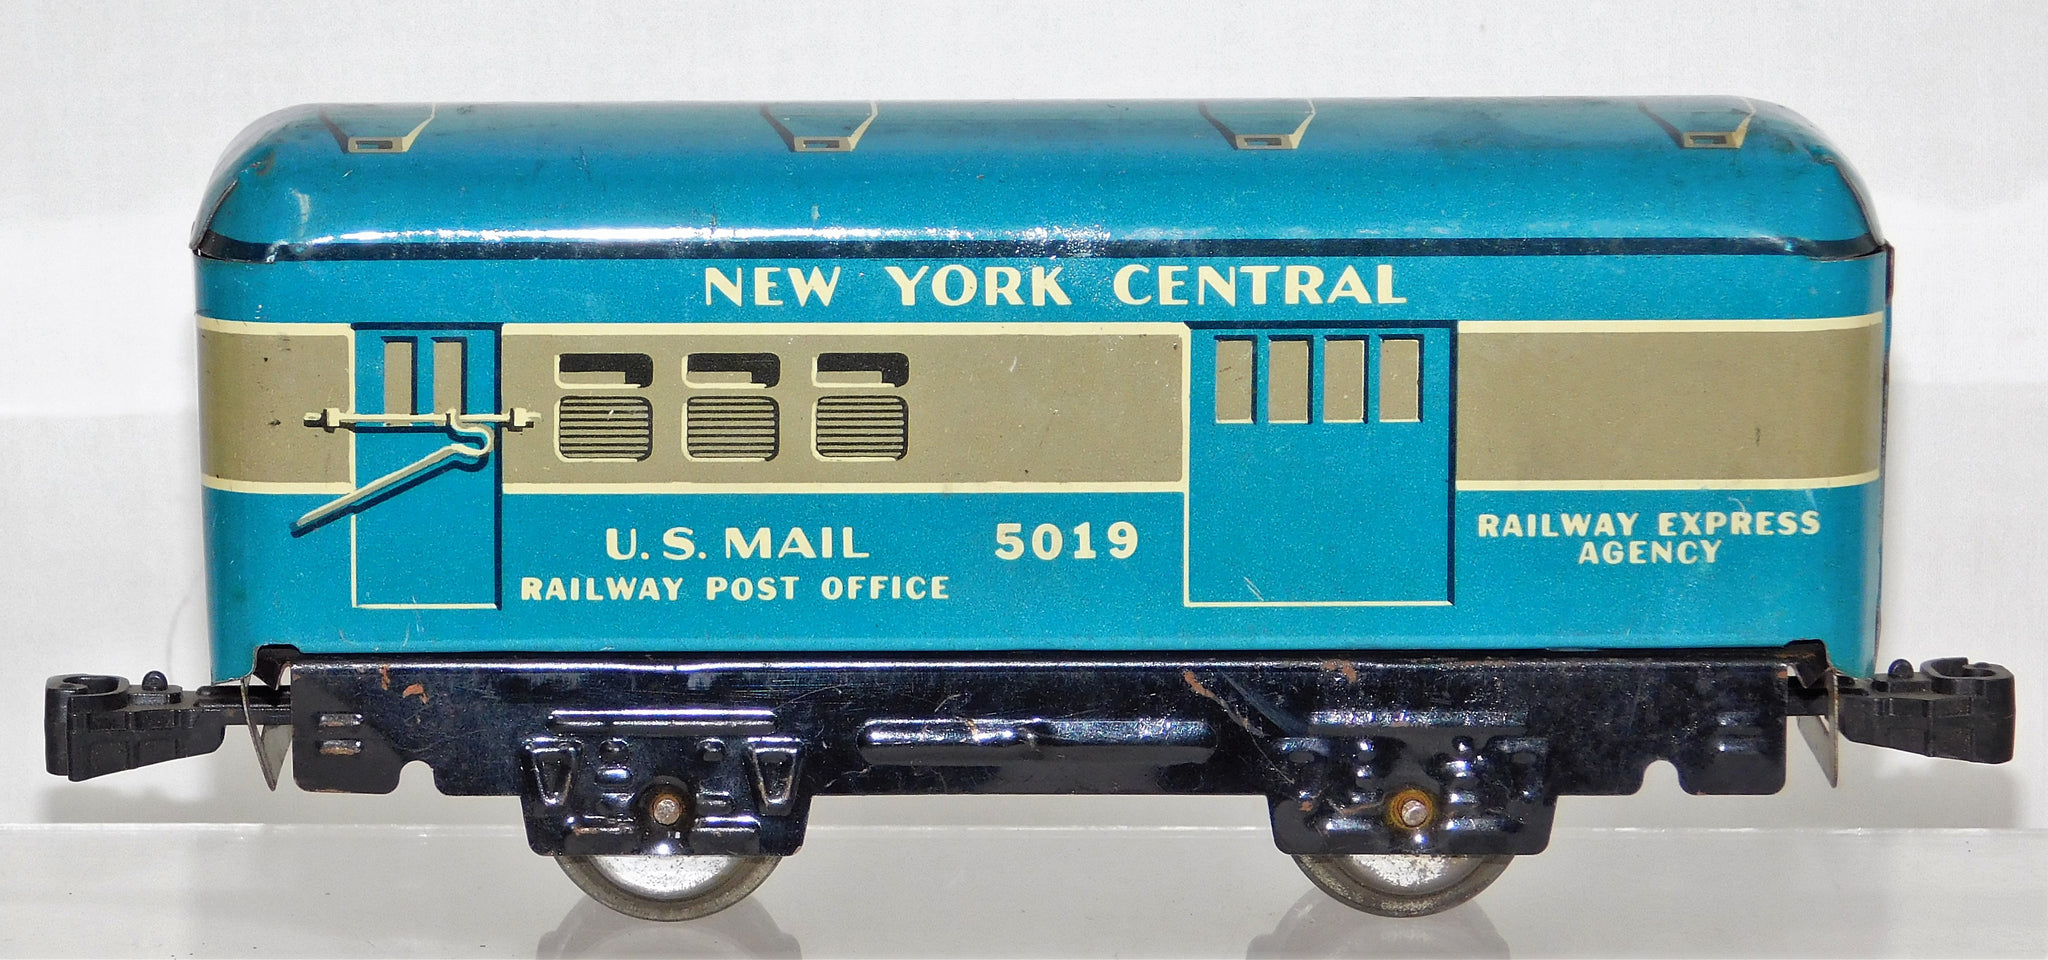 NEW YORK CENTRAL
U.S. MAIL
RAILWAY POST OFFICE
5019
RAILWAY EXPRESS
AGENCY